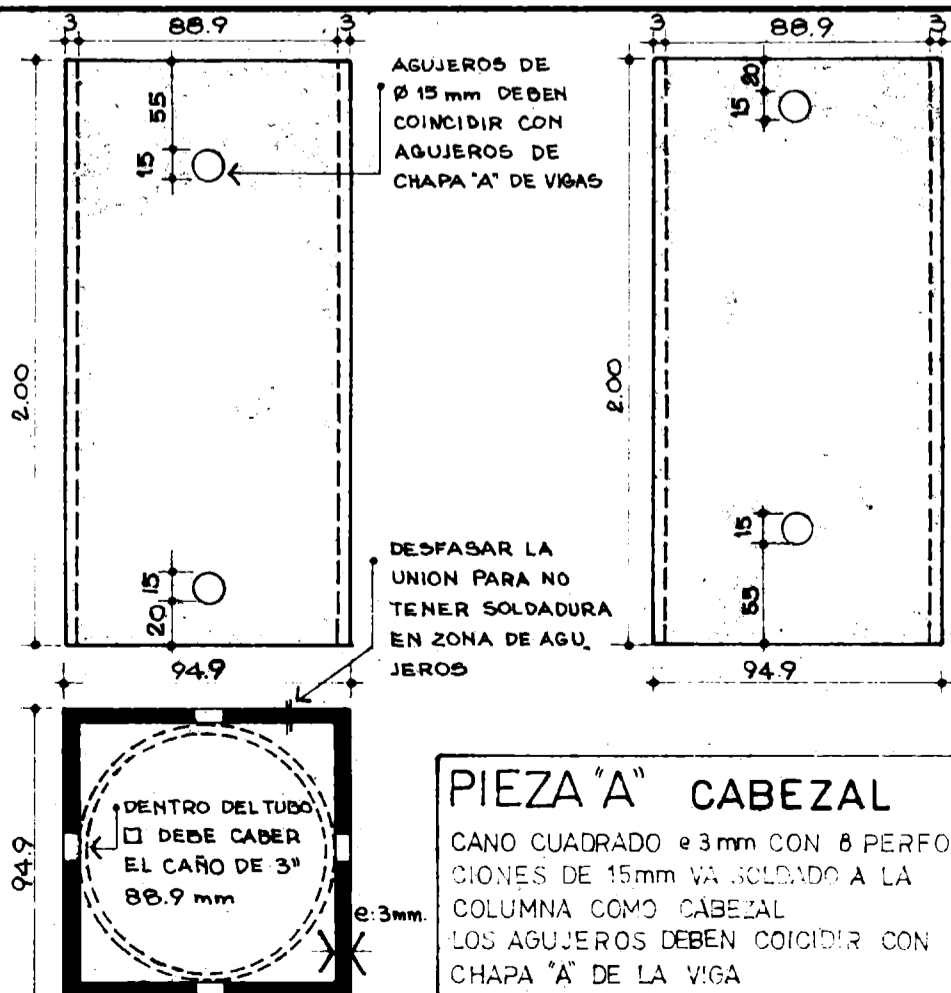 3 88.9 3
55
15
2.00
15
20
94.9
AGUJEROS DE
Ø 15 mm DEBEN
COINCIDIR CON
AGUJEROS DE
CHAPA "A" DE VIGAS
3 88.9 3
20
15
2.00
15
55
94.9
DESFASAR LA
UNION PARA NO
TENER SOLDADURA
EN ZONA DE AGU_
JEROS
94.9
DENTRO DEL TUBO
□ DEBE CABER
EL CAÑO DE 3"
88.9 mm
e:3mm.
PIEZA "A" CABEZAL
CANO CUADRADO e 3 mm CON 8 PERFO
CIONES DE 15mm VA SOLDADO A LA
COLUMNA COMO CABEZAL
LOS AGUJEROS DEBEN COICIDIR CON
CHAPA "A" DE LA VIGA